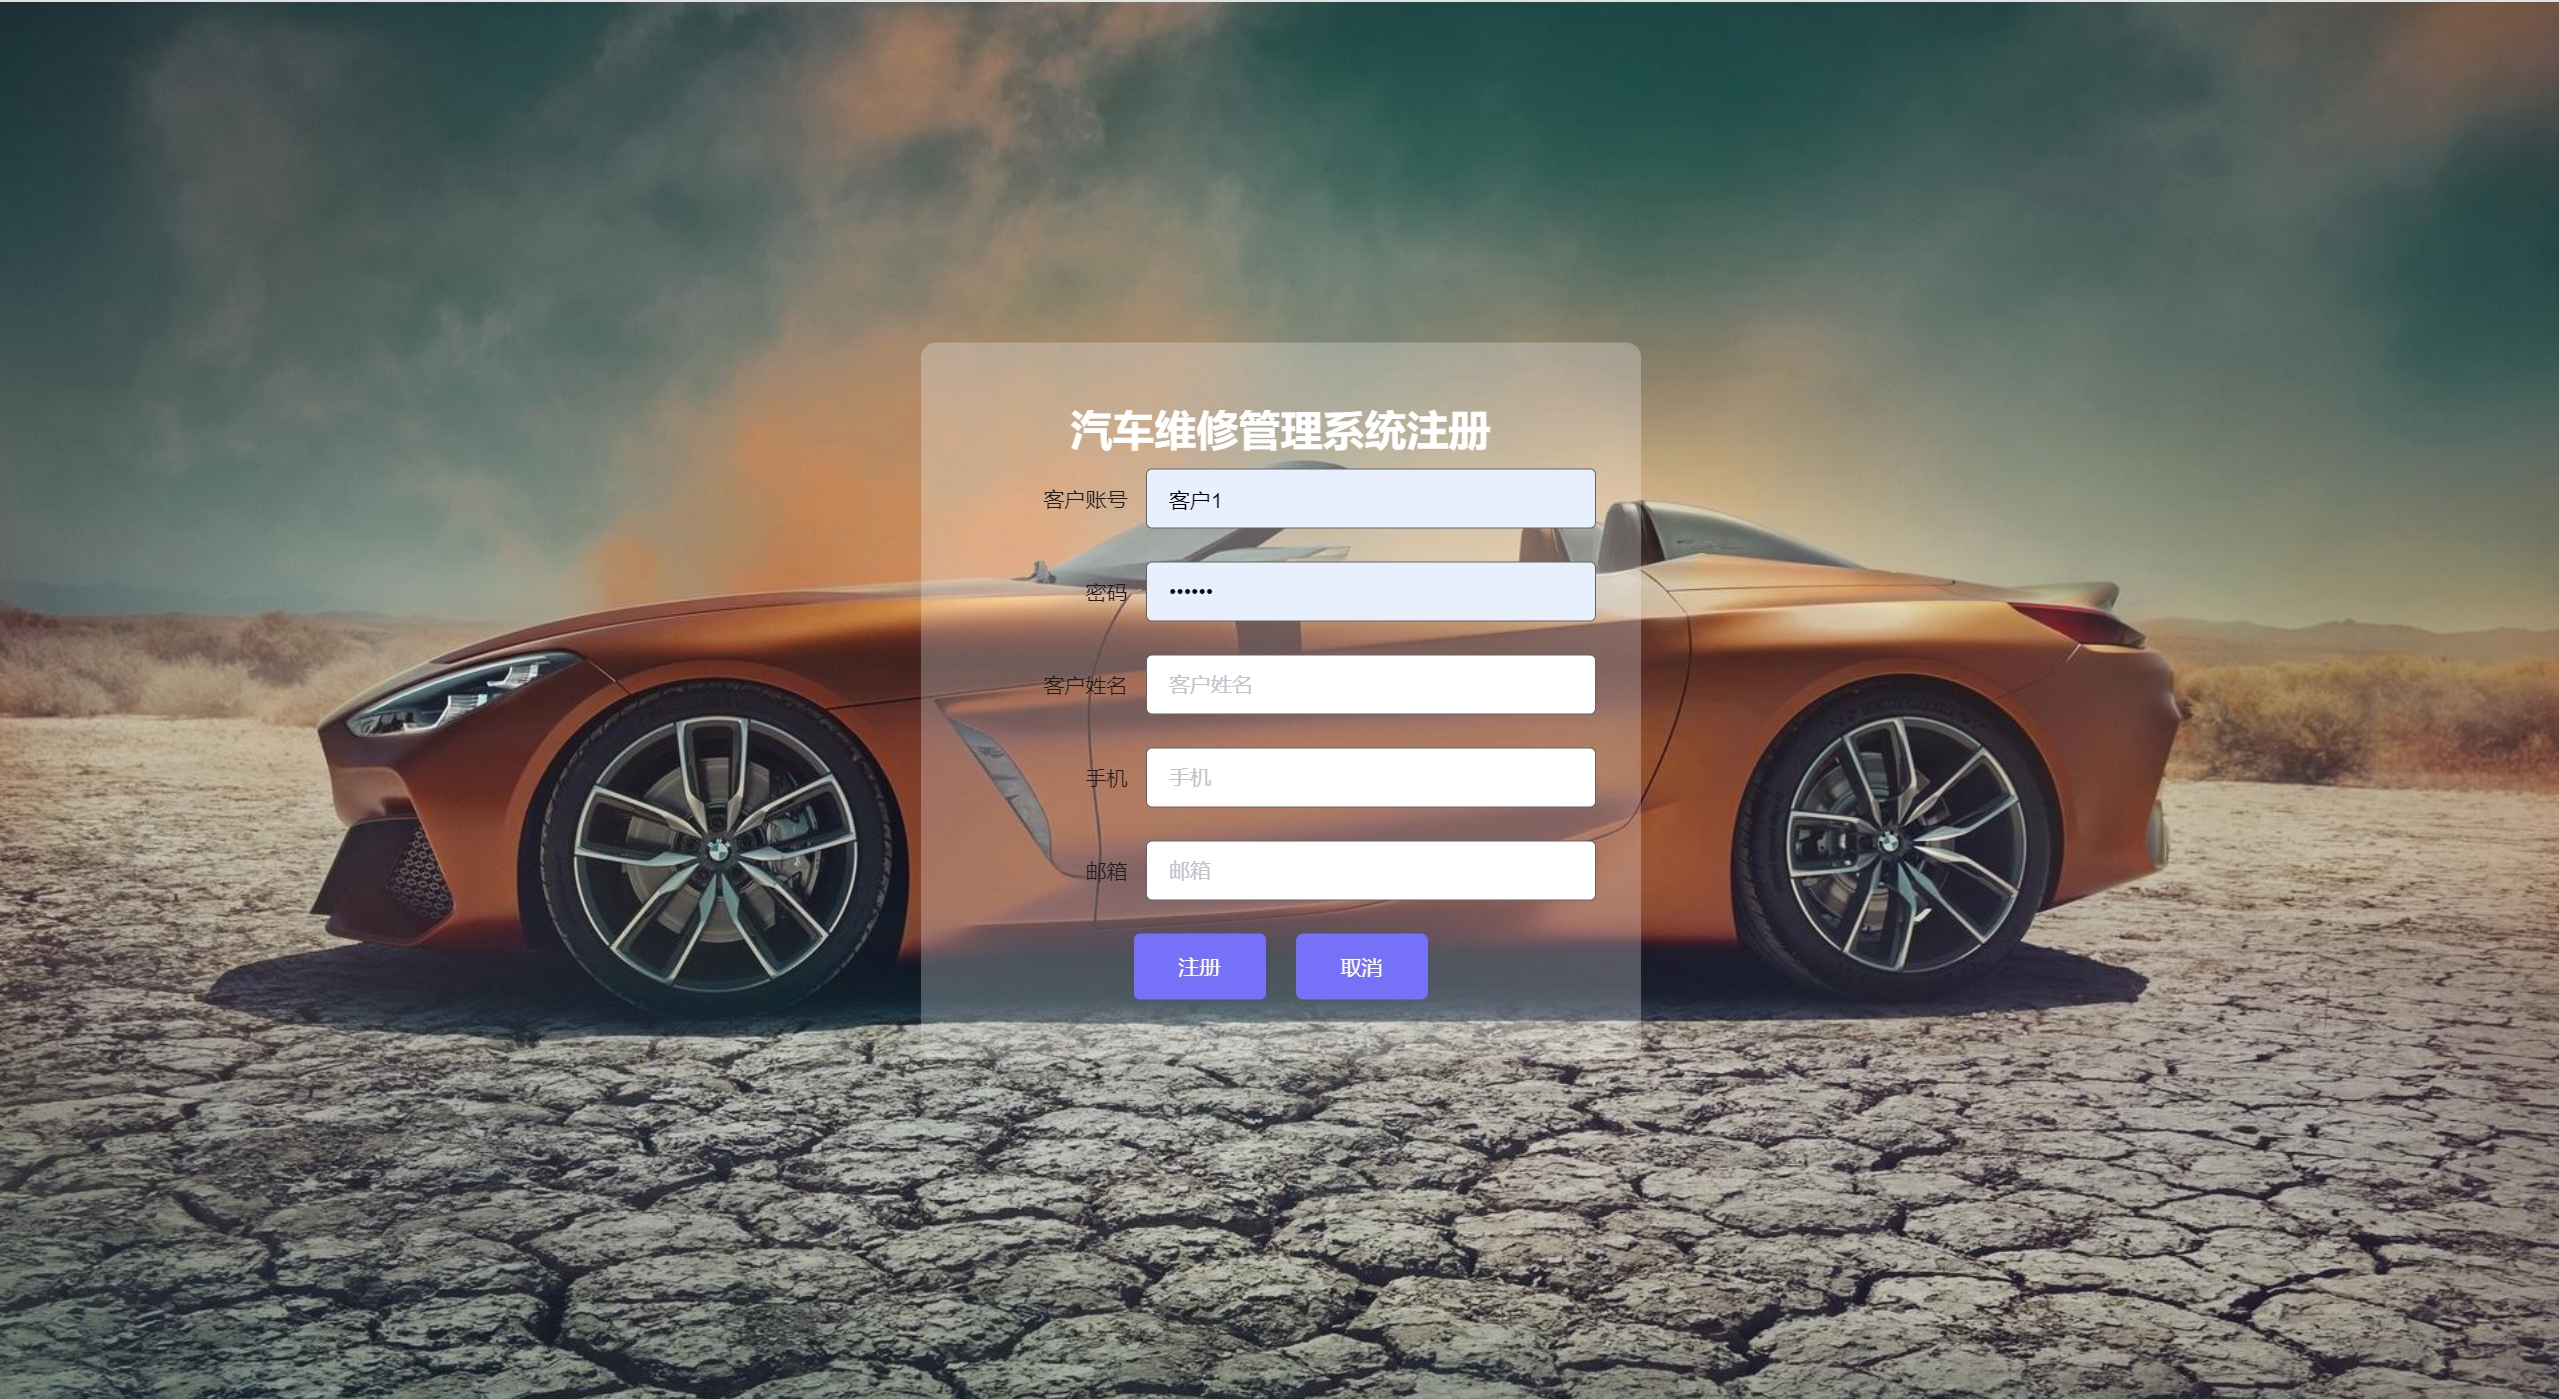 汽车维修管理系统注册
客户账号 客户1
密码 ••••••
客户姓名 客户姓名
手机 手机
邮箱 邮箱
注册 取消